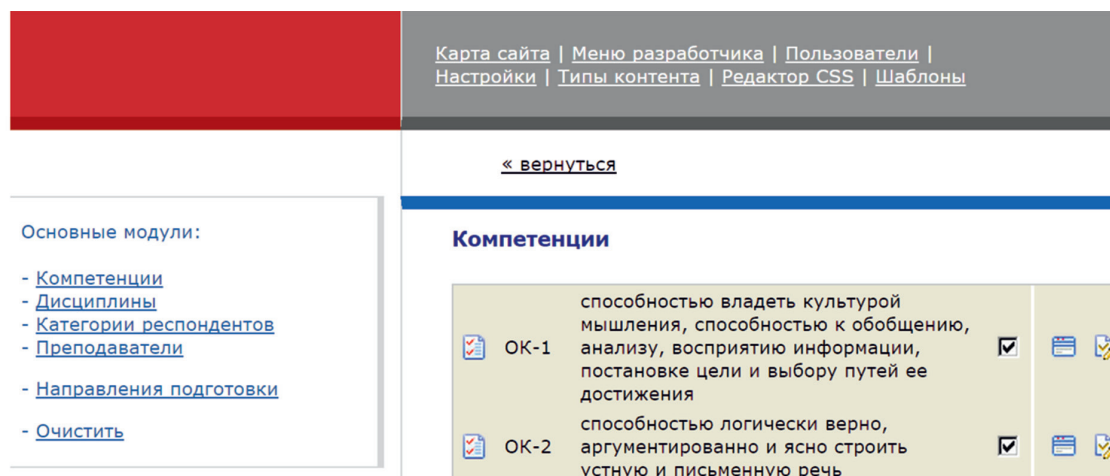 Карта сайта | Меню разработчика | Пользователи |
Настройки | Типы контента | Редактор CSS | Шаблоны
« вернуться
Основные модули:
- Компетенции
- Дисциплины
- Категории респондентов
- Преподаватели
- Направления подготовки
- Очистить
Компетенции
ОК-1
способностью владеть культурой
мышления, способностью к обобщению,
анализу, восприятию информации,
постановке цели и выбору путей ее
достижения
ОК-2
способностью логически верно,
аргументированно и ясно строить
устную и письменную речь